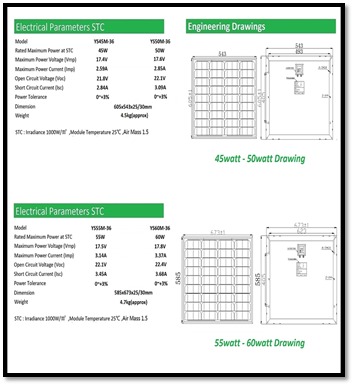 Electrical Parameters STC
Engineering Drawings
Model YS45M-36 YS50M-36
Rated Maximum Power at STC 45W 50W
Maximum Power Voltage (Vmp) 17.4V 17.6V
Maximum Power Current (Imp) 2.59A 2.85A
Open Circuit Voltage (Voc) 21.8V 22.1V
Short Circuit Current (Isc) 2.84A 3.09A
Power Tolerance 0~+3% 0~+3%
Dimension 605x543x25/30mm
Weight 4.5kg(approx)
STC : Irradiance 1000W/㎡ ,Module Temperature 25℃ ,Air Mass 1.5
543
543
493
45watt - 50watt Drawing
Electrical Parameters STC
Model YS55M-36 YS60M-36
Rated Maximum Power at STC 55W 60W
Maximum Power Voltage (Vmp) 17.5V 17.8V
Maximum Power Current (Imp) 3.14A 3.37A
Open Circuit Voltage (Voc) 22.1V 22.4V
Short Circuit Current (Isc) 3.45A 3.68A
Power Tolerance 0~+3% 0~+3%
Dimension 585x673x25/30mm
Weight 4.7kg(approx)
STC : Irradiance 1000W/㎡ ,Module Temperature 25℃ ,Air Mass 1.5
673±1
673±1
623
585
585
55watt - 60watt Drawing